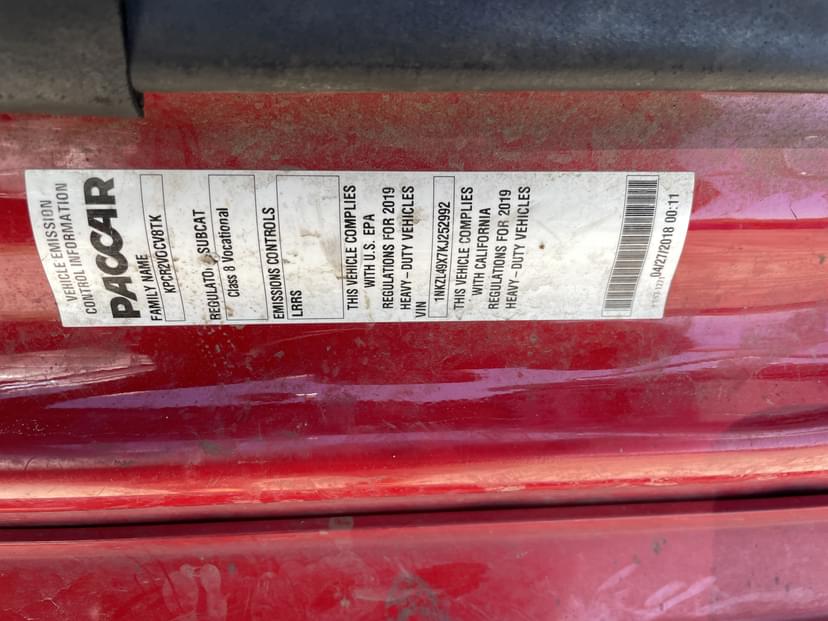 VEHICLE EMISSION
CONTROL INFORMATION
PACCAR
FAMILY NAME
KPCR2VOCV8TK
REGULATO SUBCAT
Class 8 Vocational
EMISSIONS CONTROLS
LRRS
THIS VEHICLE COMPLIES
WITH U.S. EPA
REGULATIONS FOR 2019
HEAVY-DUTY VEHICLES
VIN
1NKZL49X7KJ252992
THIS VEHICLE COMPLIES
WITH CALIFORNIA
REGULATIONS FOR 2019
HEAVY-DUTY VEHICLES
04/27/2018 00:11